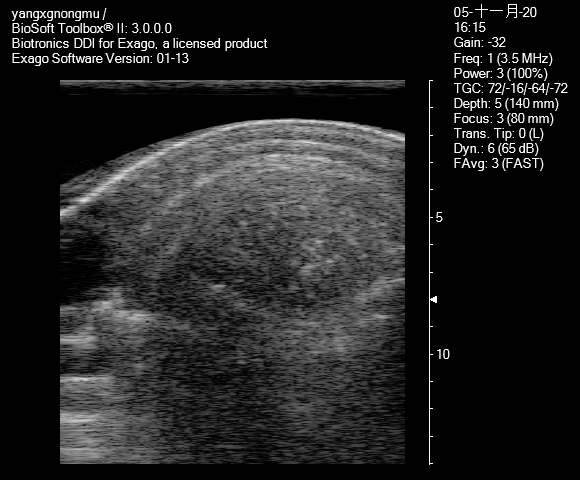 yangxgnongmu /
BioSoft Toolbox® II: 3.0.0.0
Biotronics DDI for Exago, a licensed product
Exago Software Version: 01-13
05-十一月-20
16:15
Gain: -32
Freq: 1 (3.5 MHz)
Power: 3 (100%)
TGC: 72/-16/-64/-72
Depth: 5 (140 mm)
Focus: 3 (80 mm)
Trans. Tip: 0 (L)
Dyn.: 6 (65 dB)
FAvg: 3 (FAST)
5
10